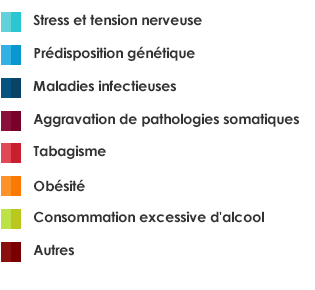 Stress et tension nerveuse
Prédisposition génétique
Maladies infectieuses
Aggravation de pathologies somatiques
Tabagisme
Obésité
Consommation excessive d'alcool
Autres